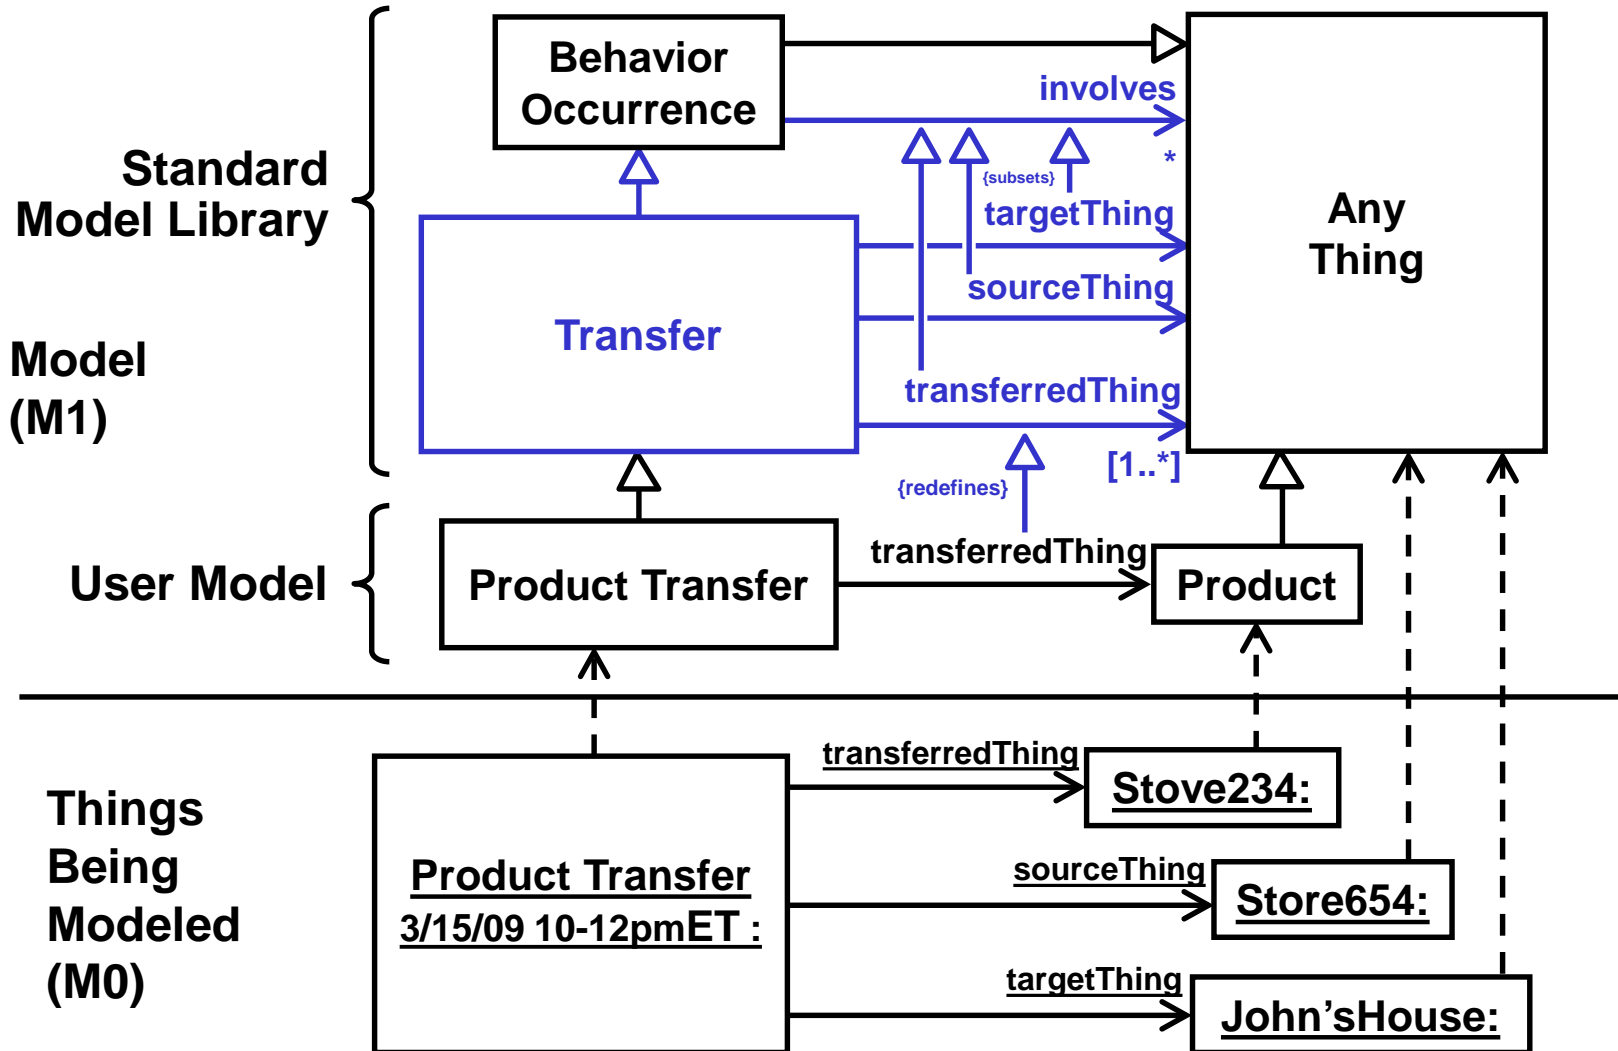 Behavior
Occurrence
involves
*
Standard
Model Library
{subsets}
targetThing
Any
Thing
sourceThing
Transfer
Model
(M1)
transferredThing
[1..*]
{redefines}
transferredThing
User Model
Product Transfer
Product
transferredThing
Stove234:
Things
Being
Modeled
(M0)
Product Transfer
3/15/09 10-12pmET :
sourceThing
Store654:
targetThing
John’sHouse: